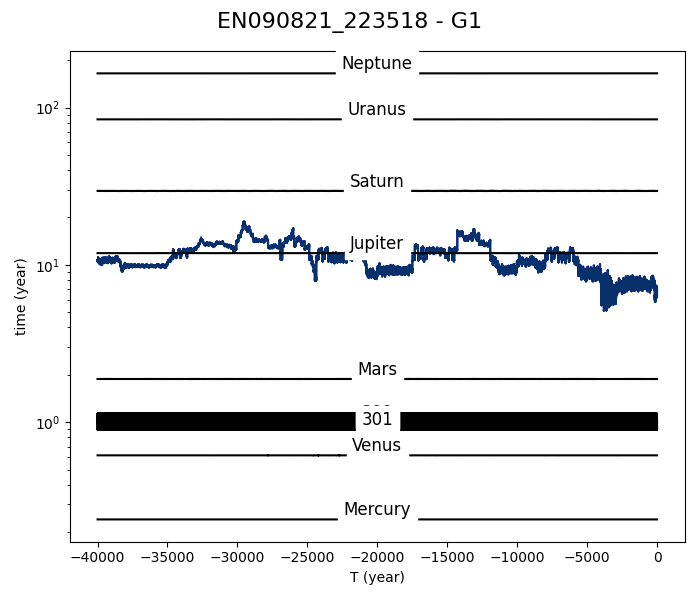 EN090821_223518 - G1
Neptune
10²
Uranus
Saturn
Jupiter
10¹
time (year)
Mars
10⁰
301
Venus
Mercury
−40000 −35000 −30000 −25000 −20000 −15000 −10000 −5000 0
T (year)